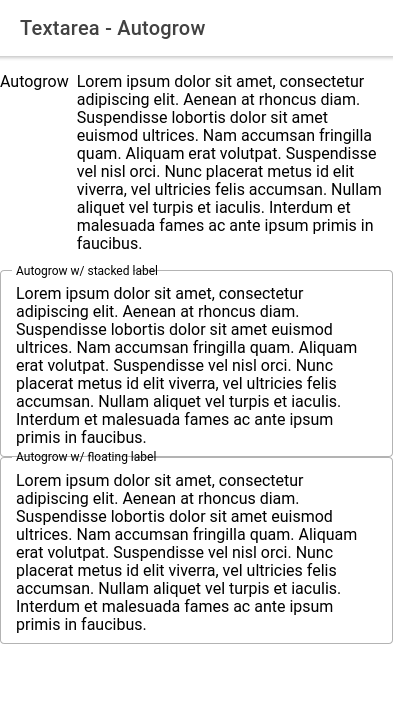 Textarea - Autogrow
Autogrow Lorem ipsum dolor sit amet, consectetur
adipiscing elit. Aenean at rhoncus diam.
Suspendisse lobortis dolor sit amet
euismod ultrices. Nam accumsan fringilla
quam. Aliquam erat volutpat. Suspendisse
vel nisl orci. Nunc placerat metus id elit
viverra, vel ultricies felis accumsan. Nullam
aliquet vel turpis et iaculis. Interdum et
malesuada fames ac ante ipsum primis in
faucibus.
Autogrow w/ stacked label
Lorem ipsum dolor sit amet, consectetur
adipiscing elit. Aenean at rhoncus diam.
Suspendisse lobortis dolor sit amet euismod
ultrices. Nam accumsan fringilla quam. Aliquam
erat volutpat. Suspendisse vel nisl orci. Nunc
placerat metus id elit viverra, vel ultricies felis
accumsan. Nullam aliquet vel turpis et iaculis.
Interdum et malesuada fames ac ante ipsum
primis in faucibus.
Autogrow w/ floating label
Lorem ipsum dolor sit amet, consectetur
adipiscing elit. Aenean at rhoncus diam.
Suspendisse lobortis dolor sit amet euismod
ultrices. Nam accumsan fringilla quam. Aliquam
erat volutpat. Suspendisse vel nisl orci. Nunc
placerat metus id elit viverra, vel ultricies felis
accumsan. Nullam aliquet vel turpis et iaculis.
Interdum et malesuada fames ac ante ipsum
primis in faucibus.